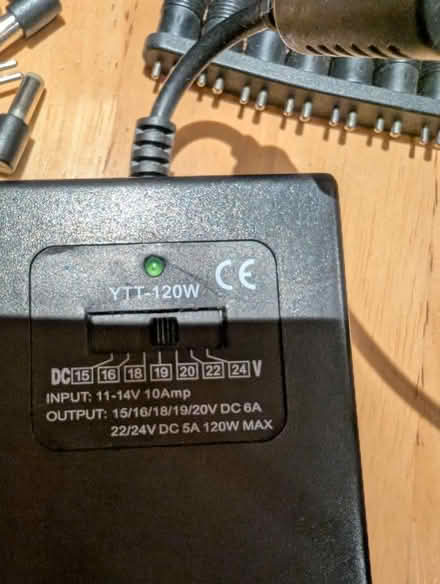 CE
YTT-120W
DC 15 16 18 19 20 22 24 V
INPUT: 11-14V 10Amp
OUTPUT: 15/16/18/19/20V DC 6A
22/24V DC 5A 120W MAX